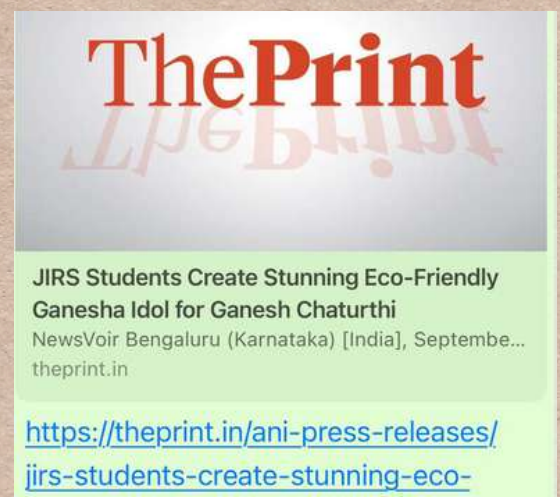 ThePrint
JIRS Students Create Stunning Eco-Friendly
Ganesha Idol for Ganesh Chaturthi
NewsVoir Bengaluru (Karnataka) [India], Septembe...
theprint.in
https://theprint.in/ani-press-releases/
jirs-students-create-stunning-eco-